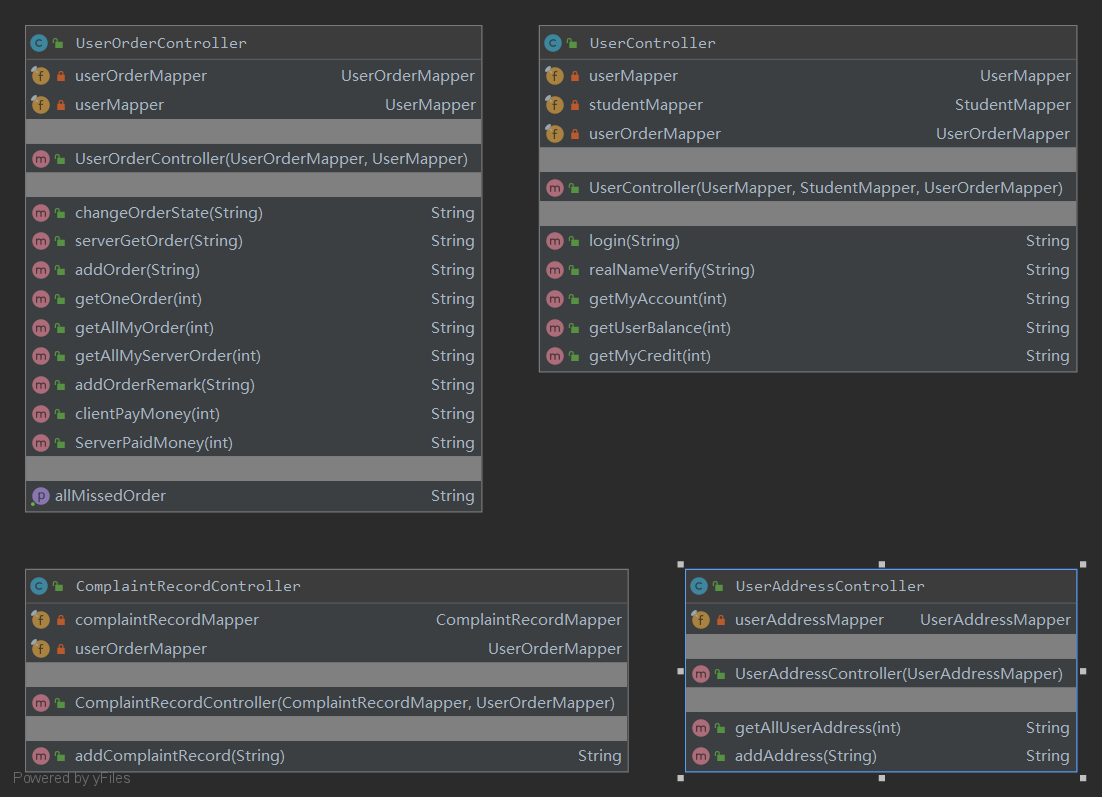 UserOrderController
userOrderMapper UserOrderMapper
userMapper UserMapper
UserOrderController(UserOrderMapper, UserMapper)
changeOrderState(String) String
serverGetOrder(String) String
addOrder(String) String
getOneOrder(int) String
getAllMyOrder(int) String
getAllMyServerOrder(int) String
addOrderRemark(String) String
clientPayMoney(int) String
ServerPaidMoney(int) String
allMissedOrder String
UserController
userMapper UserMapper
studentMapper StudentMapper
userOrderMapper UserOrderMapper
UserController(UserMapper, StudentMapper, UserOrderMapper)
login(String) String
realNameVerify(String) String
getMyAccount(int) String
getUserBalance(int) String
getMyCredit(int) String
ComplaintRecordController
complaintRecordMapper ComplaintRecordMapper
userOrderMapper UserOrderMapper
ComplaintRecordController(ComplaintRecordMapper, UserOrderMapper)
addComplaintRecord(String) String
UserAddressController
userAddressMapper UserAddressMapper
UserAddressController(UserAddressMapper)
getAllUserAddress(int) String
addAddress(String) String
Powered by yFiles